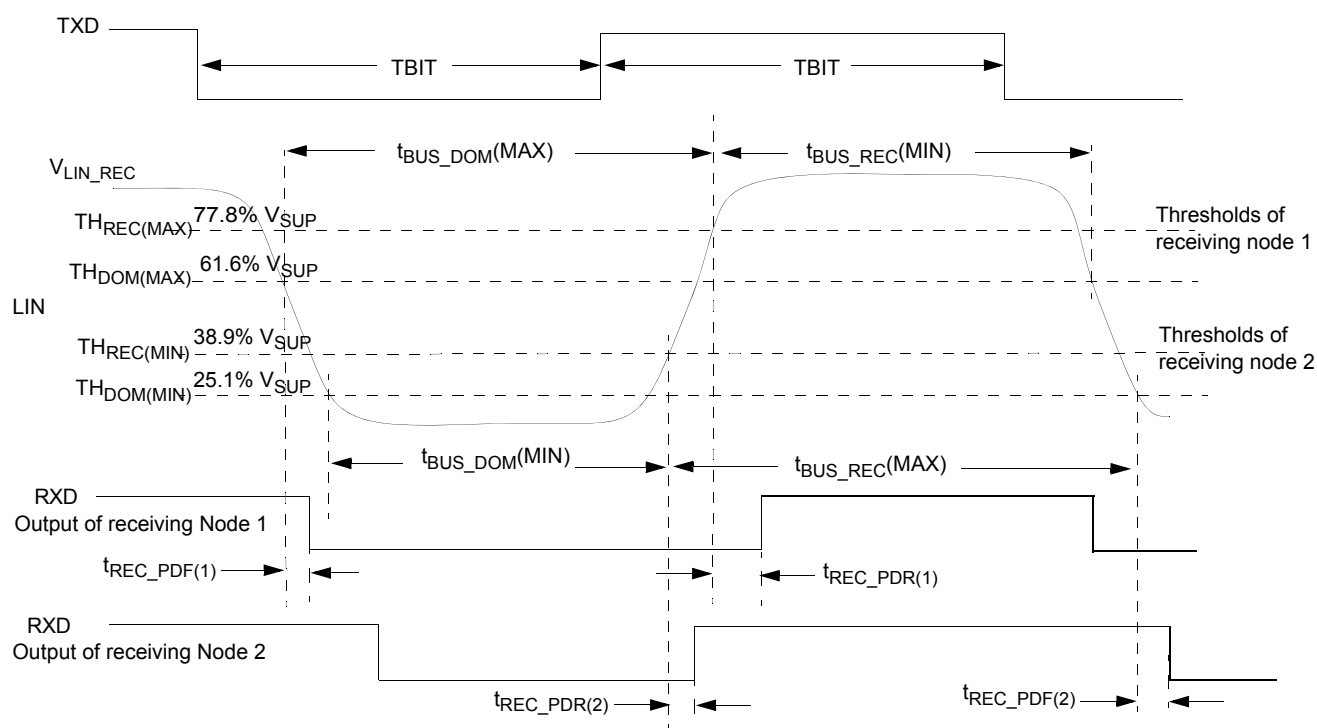 TXD
TBIT
TBIT
tBUS_DOM(MAX)
tBUS_REC(MIN)
VLIN_REC
THREC(MAX) 77.8% VSUP
Thresholds of
receiving node 1
THDOM(MAX) 61.6% VSUP
LIN
THREC(MIN) 38.9% VSUP
Thresholds of
receiving node 2
THDOM(MIN) 25.1% VSUP
tBUS_DOM(MIN)
tBUS_REC(MAX)
RXD
Output of receiving Node 1
tREC_PDF(1)
tREC_PDR(1)
RXD
Output of receiving Node 2
tREC_PDR(2)
tREC_PDF(2)